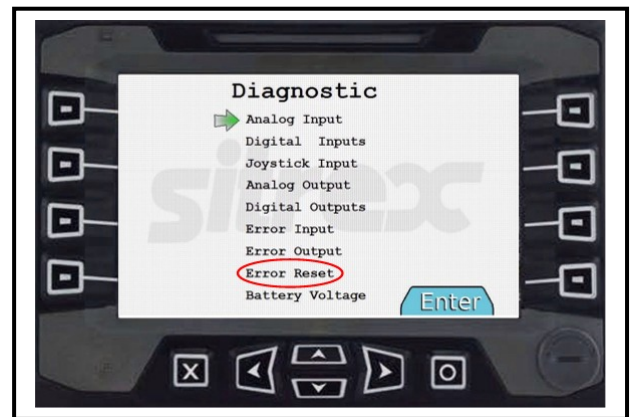 Diagnostic
Analog Input
Digital Inputs
Joystick Input
Analog Output
Digital Outputs
Error Input
Error Output
Error Reset
Battery Voltage
Enter
X
O